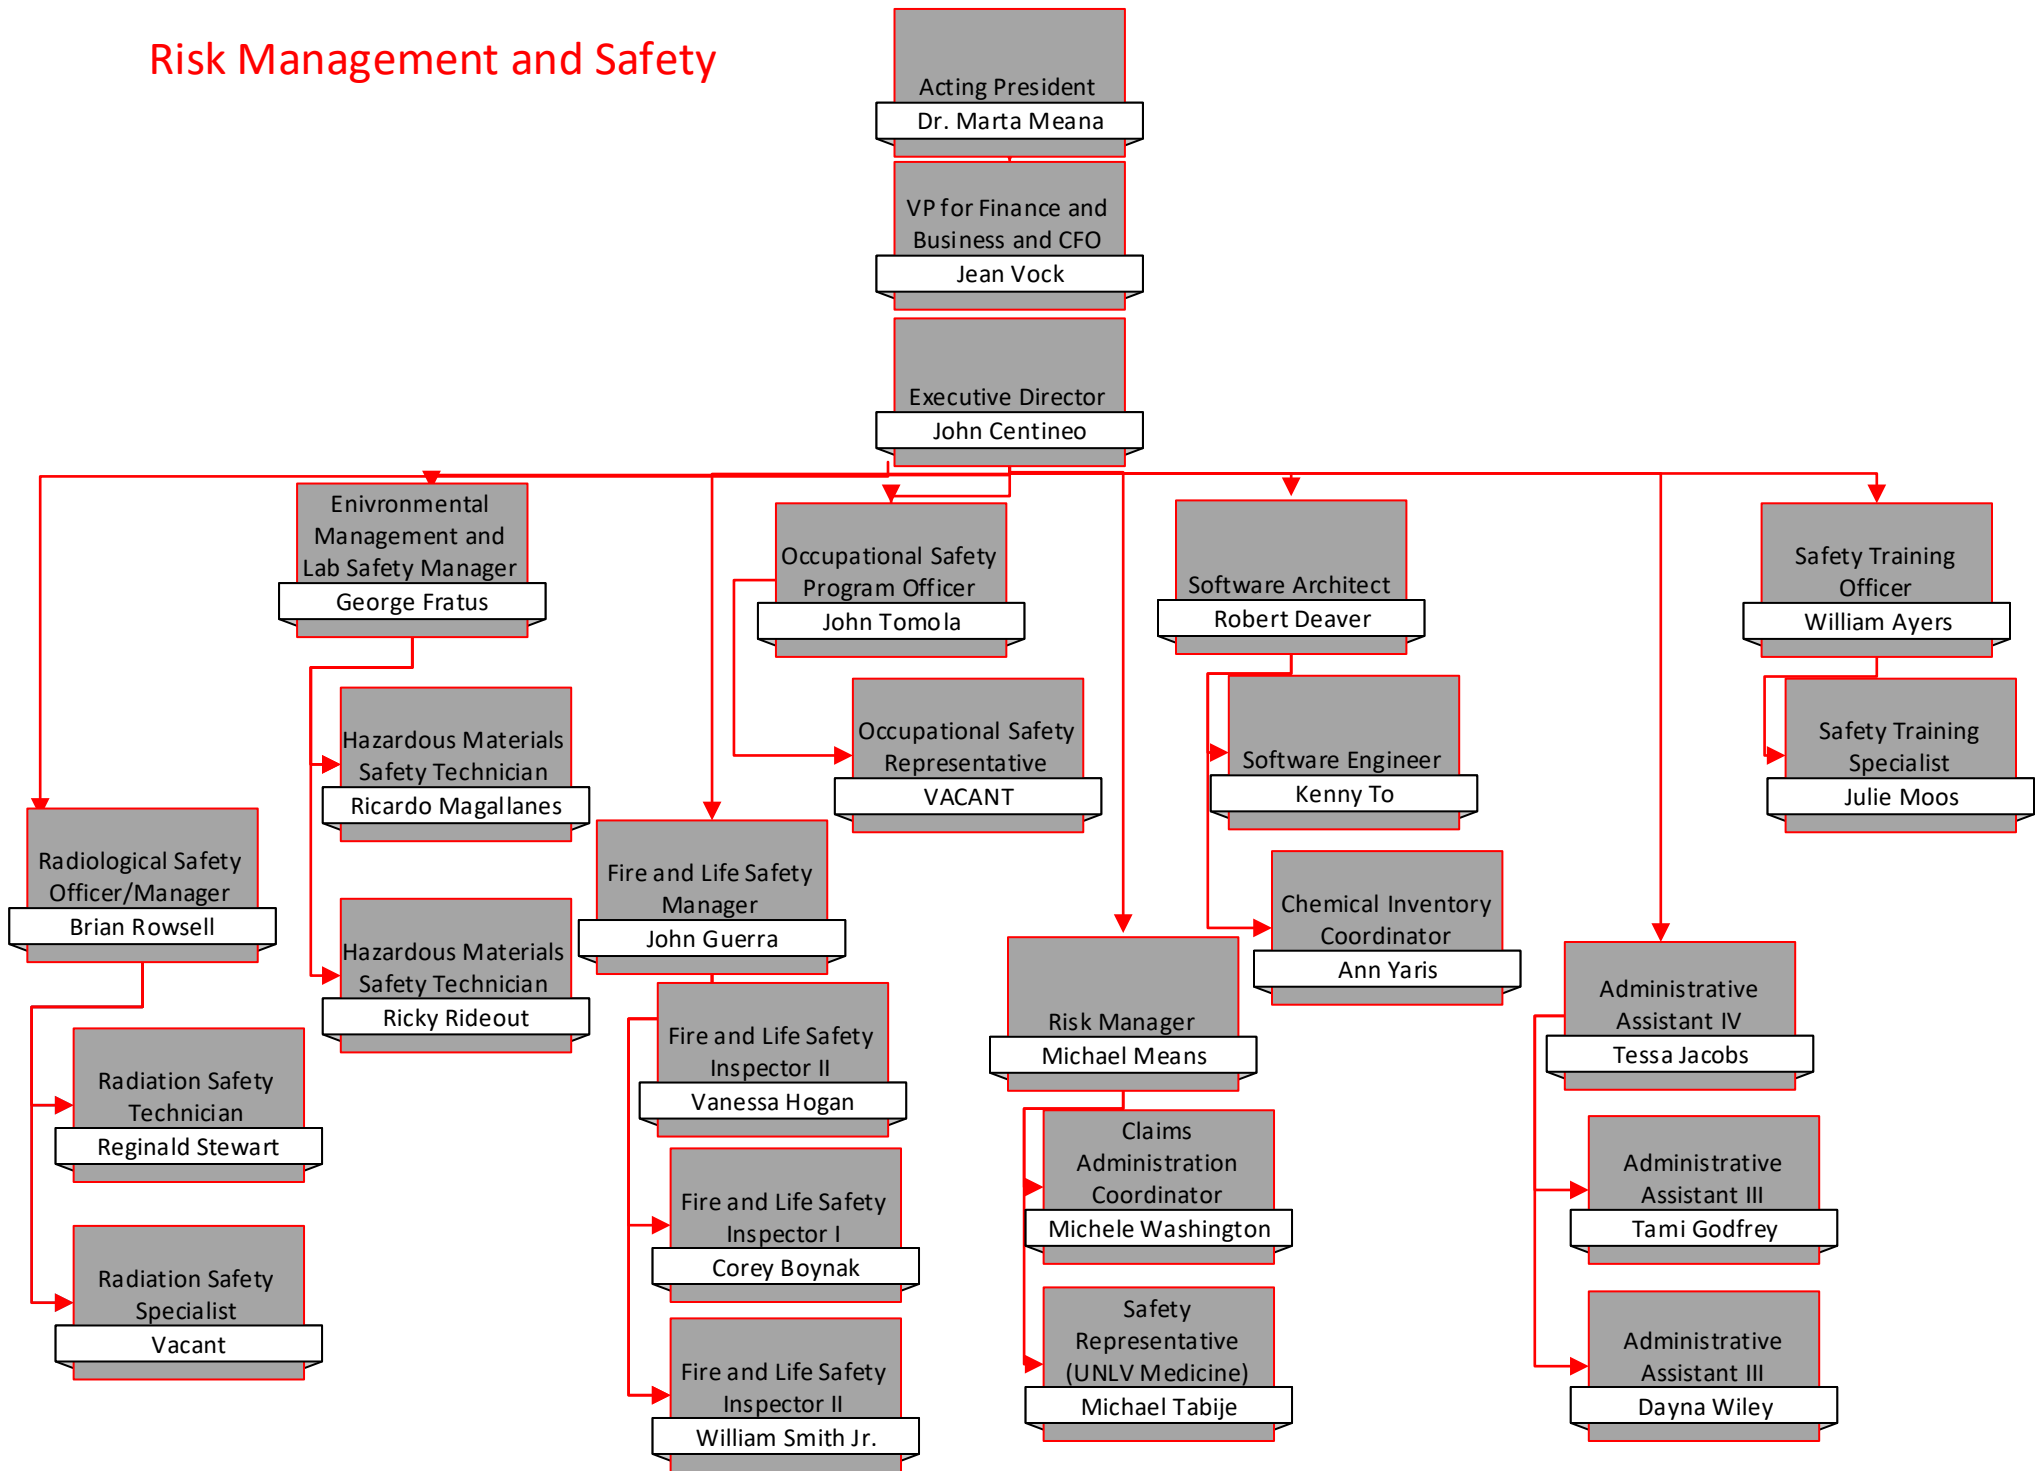 Risk Management and Safety
Acting President
Dr. Marta Meana
VP for Finance and
Business and CFO
Jean Vock
Executive Director
John Centineo
Enivronmental
Management and
Lab Safety Manager
George Fratus
Occupational Safety
Program Officer
John Tomola
Software Architect
Robert Deaver
Safety Training
Officer
William Ayers
Hazardous Materials
Safety Technician
Ricardo Magallanes
Occupational Safety
Representative
VACANT
Software Engineer
Kenny To
Safety Training
Specialist
Julie Moos
Radiological Safety
Officer/Manager
Brian Rowsell
Hazardous Materials
Safety Technician
Ricky Rideout
Fire and Life Safety
Manager
John Guerra
Chemical Inventory
Coordinator
Ann Yaris
Risk Manager
Michael Means
Administrative
Assistant IV
Tessa Jacobs
Radiation Safety
Technician
Reginald Stewart
Fire and Life Safety
Inspector II
Vanessa Hogan
Claims
Administration
Coordinator
Michele Washington
Administrative
Assistant III
Tami Godfrey
Radiation Safety
Specialist
Vacant
Fire and Life Safety
Inspector I
Corey Boynak
Safety
Representative
(UNLV Medicine)
Michael Tabije
Administrative
Assistant III
Dayna Wiley
Fire and Life Safety
Inspector II
William Smith Jr.